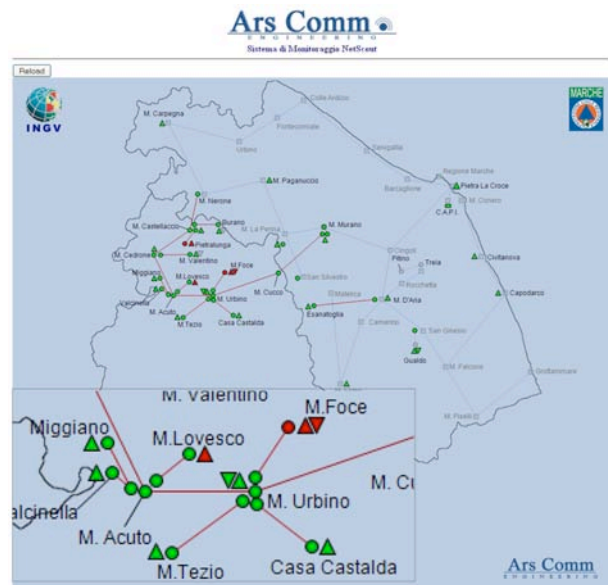 Ars Comm
ENGINEERING
Sistema di Monitoraggio NetScout
Reload
INGV
MARCHE
M. Carpegna
Colle Ardizio
Fontecorniale
Urbino
Senigallia
M. Paganuccio
Barcaglione
Regione Marche
Pietra La Croce
M. Nerone
M. Conero
C.A.P.I.
M. Castellaccio
Burano
M. La Penna
M. Murano
Pietralunga
M. Cedrone
M. Valentino
Cingoli
Pitino
Treia
Civitanova
Miggiano
M.Lovesco
M.Foce
San Silvestro
Rocchetta
M. Cucco
Valcinella
M. Urbino
Maltempo
M. D'Aria
Capodarco
M. Acuto
Esanatoglia
M.Tezio
Casa Castalda
Camerino
San Ginesio
Gualdo
M. Falcone
Grottammare
M. Piselli
M. Valentino
M.Foce
Miggiano
M.Lovesco
alcinella
M. Urbino
M. Cu
M. Acuto
M.Tezio
Casa Castalda
Ars Comm
ENGINEERING